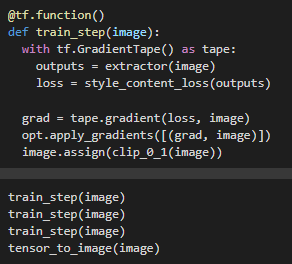 @tf.function()
def train_step(image):
  with tf.GradientTape() as tape:
    outputs = extractor(image)
    loss = style_content_loss(outputs)

  grad = tape.gradient(loss, image)
  opt.apply_gradients([(grad, image)])
  image.assign(clip_0_1(image))

train_step(image)
train_step(image)
train_step(image)
tensor_to_image(image)